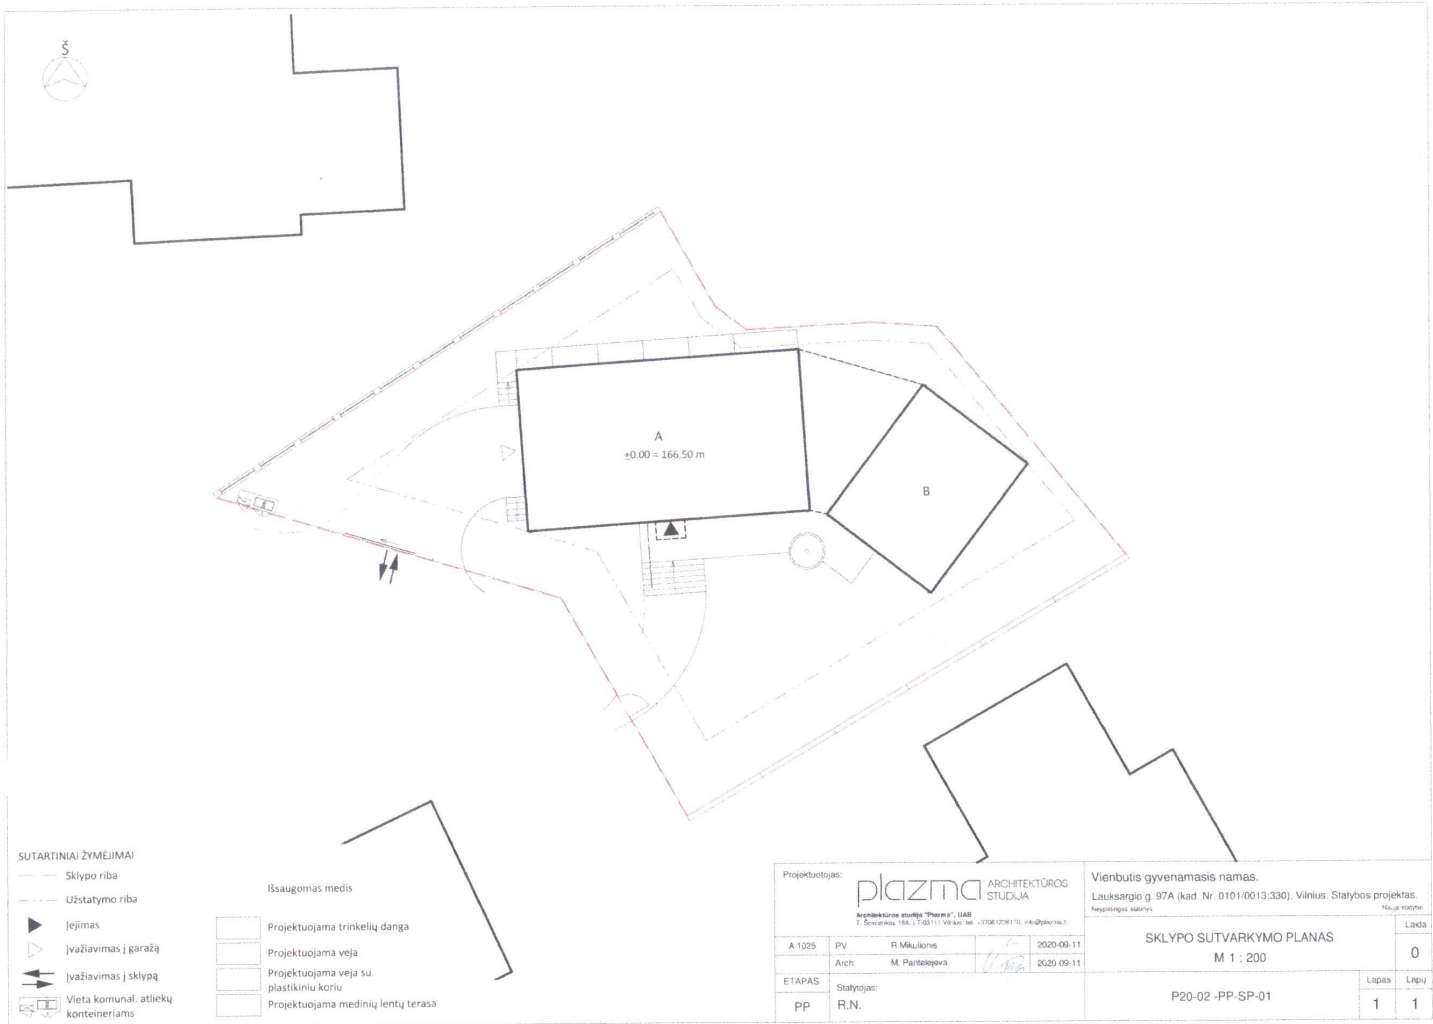 Š
A
±0.00 = 166.50 m
B
SUTARTINIAI ŽYMĖJIMAI
Sklypo riba
Užstatymo riba
Įėjimas
Įvažiavimas į garažą
Įvažiavimas į sklypą
Vieta komunal. atliekų
konteineriams
Išsaugomas medis
Projektuojama trinkelių danga
Projektuojama veja
Projektuojama veja su
plastikiniu koriu
Projektuojama medinių lentų terasa
Projektuotojas:
plazma ARCHITEKTŪROS
STUDIJA
Architektūros studija "Plazma", UAB
A 1025 PV R.Mikulionis 2020-09-11
Arch. M. Pantelejeva 2020-09-11
ETAPAS
PP
Statytojas:
R.N.
Vienbutis gyvenamasis namas.
Lauksargio g. 97A (kad. Nr. 0101/0013:330), Vilnius. Statybos projektas.
Neypatingas statinys Nauja statyba
SKLYPO SUTVARKYMO PLANAS
M 1 : 200
Laida
0
P20-02 -PP-SP-01
Lapas Lapų
1 1